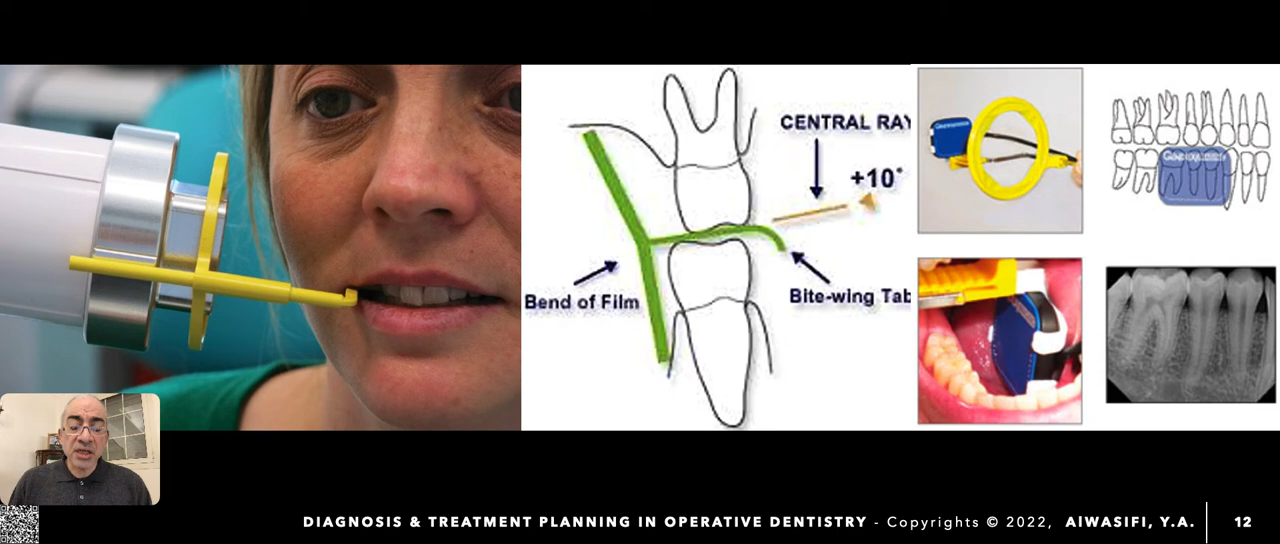 CENTRAL RAY
+10°
Bend of Film
Bite-wing Tab
DIAGNOSIS & TREATMENT PLANNING IN OPERATIVE DENTISTRY - Copyrights © 2022, AlWASIFI, Y.A.
12